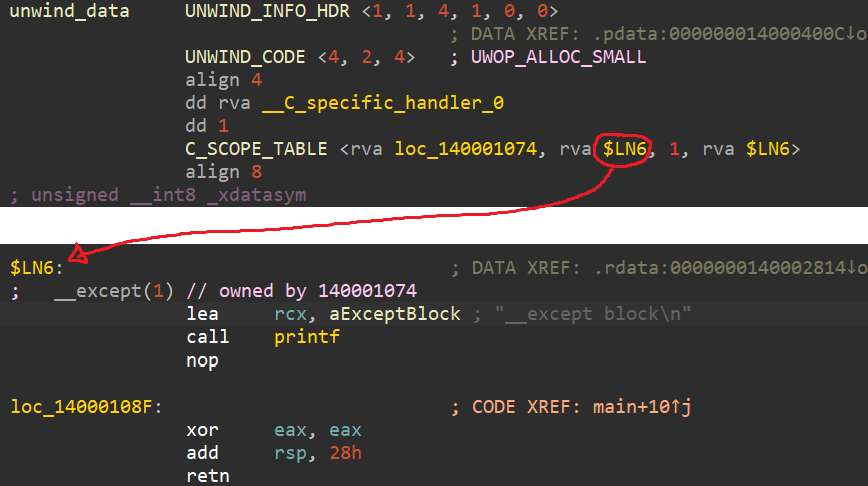 unwind_data UNWIND_INFO_HDR <1, 1, 4, 1, 0, 0>
; DATA XREF: .pdata:000000014000400C↓o
UNWIND_CODE <4, 2, 4> ; UWOP_ALLOC_SMALL
align 4
dd rva __C_specific_handler_0
dd 1
C_SCOPE_TABLE <rva loc_140001074, rva $LN6, 1, rva $LN6>
align 8
; unsigned __int8 _xdatasym
$LN6: ; DATA XREF: .rdata:0000000140002814↓o
; __except(1) // owned by 140001074
lea rcx, aExceptBlock ; "__except block\n"
call printf
nop
loc_14000108F: ; CODE XREF: main+10↑j
xor eax, eax
add rsp, 28h
retn